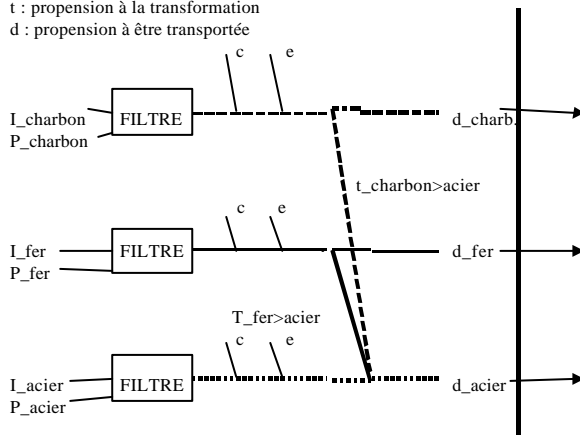 t : propension à la transformation
d : propension à être transportée
c e
I_charbon
P_charbon
FILTRE
d_charb.
t_charbon>acier
c e
I_fer
P_fer
FILTRE
d_fer
T_fer>acier
c e
I_acier
P_acier
FILTRE
d_acier